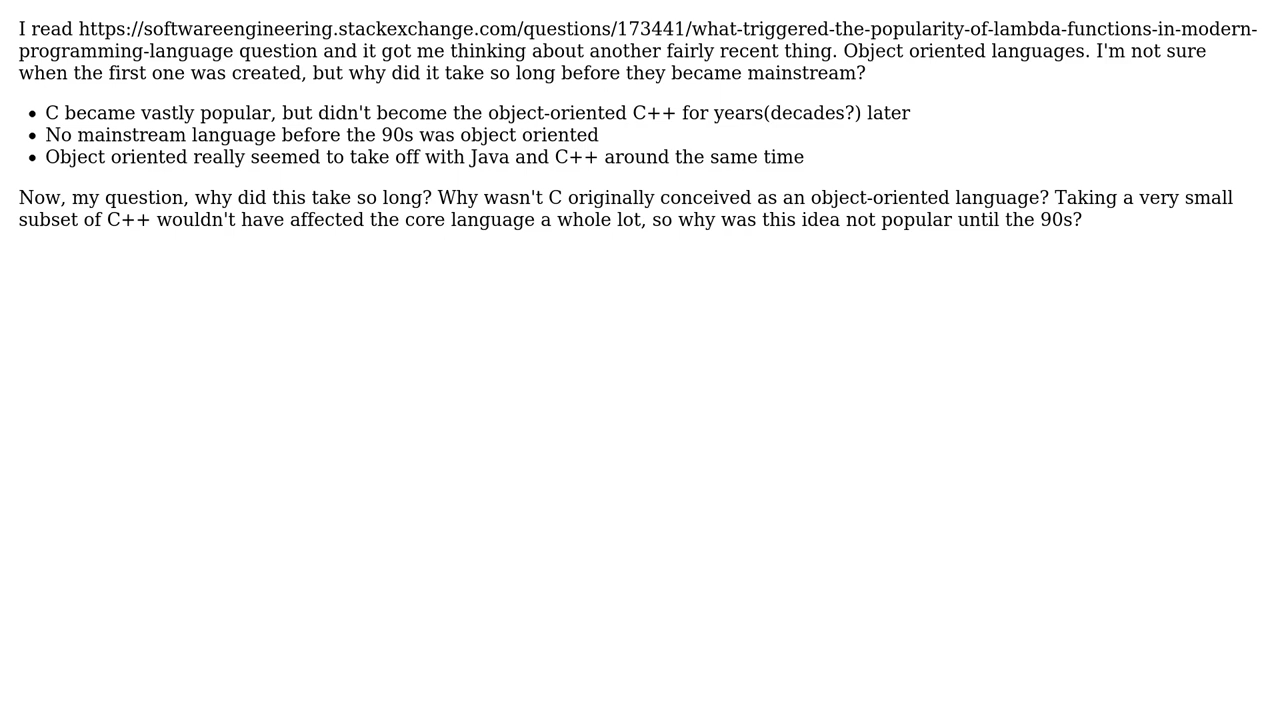 I read https://softwareengineering.stackexchange.com/questions/173441/what-triggered-the-popularity-of-lambda-functions-in-modern-
programming-language question and it got me thinking about another fairly recent thing. Object oriented languages. I'm not sure
when the first one was created, but why did it take so long before they became mainstream?
• C became vastly popular, but didn't become the object-oriented C++ for years(decades?) later
• No mainstream language before the 90s was object oriented
• Object oriented really seemed to take off with Java and C++ around the same time
Now, my question, why did this take so long? Why wasn't C originally conceived as an object-oriented language? Taking a very small
subset of C++ wouldn't have affected the core language a whole lot, so why was this idea not popular until the 90s?